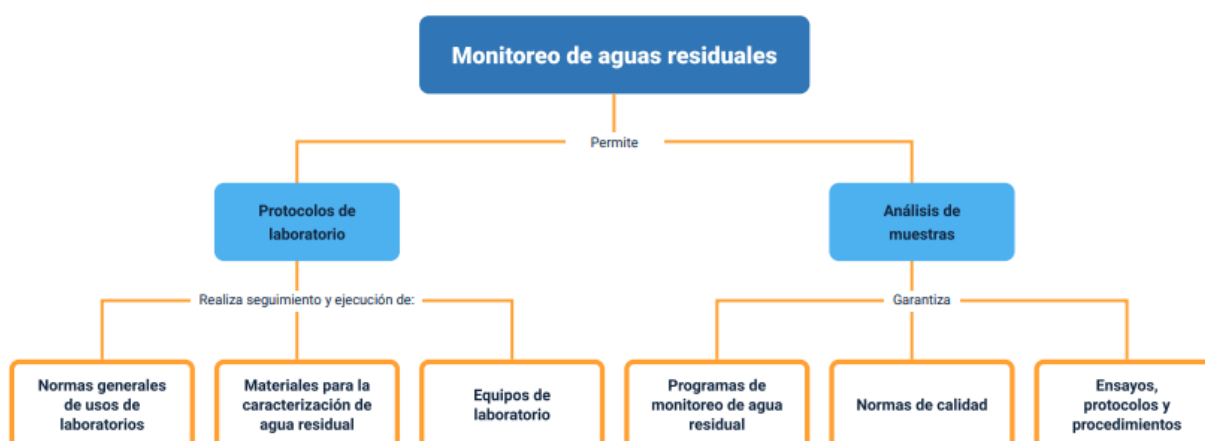 Monitoreo de aguas residuales
Permite
Protocolos de
laboratorio
Análisis de
muestras
Realiza seguimiento y ejecución de:
Garantiza
Normas generales
de usos de
laboratorios
Materiales para la
caracterización de
agua residual
Equipos de
laboratorio
Programas de
monitoreo de agua
residual
Normas de calidad
Ensayos,
protocolos y
procedimientos